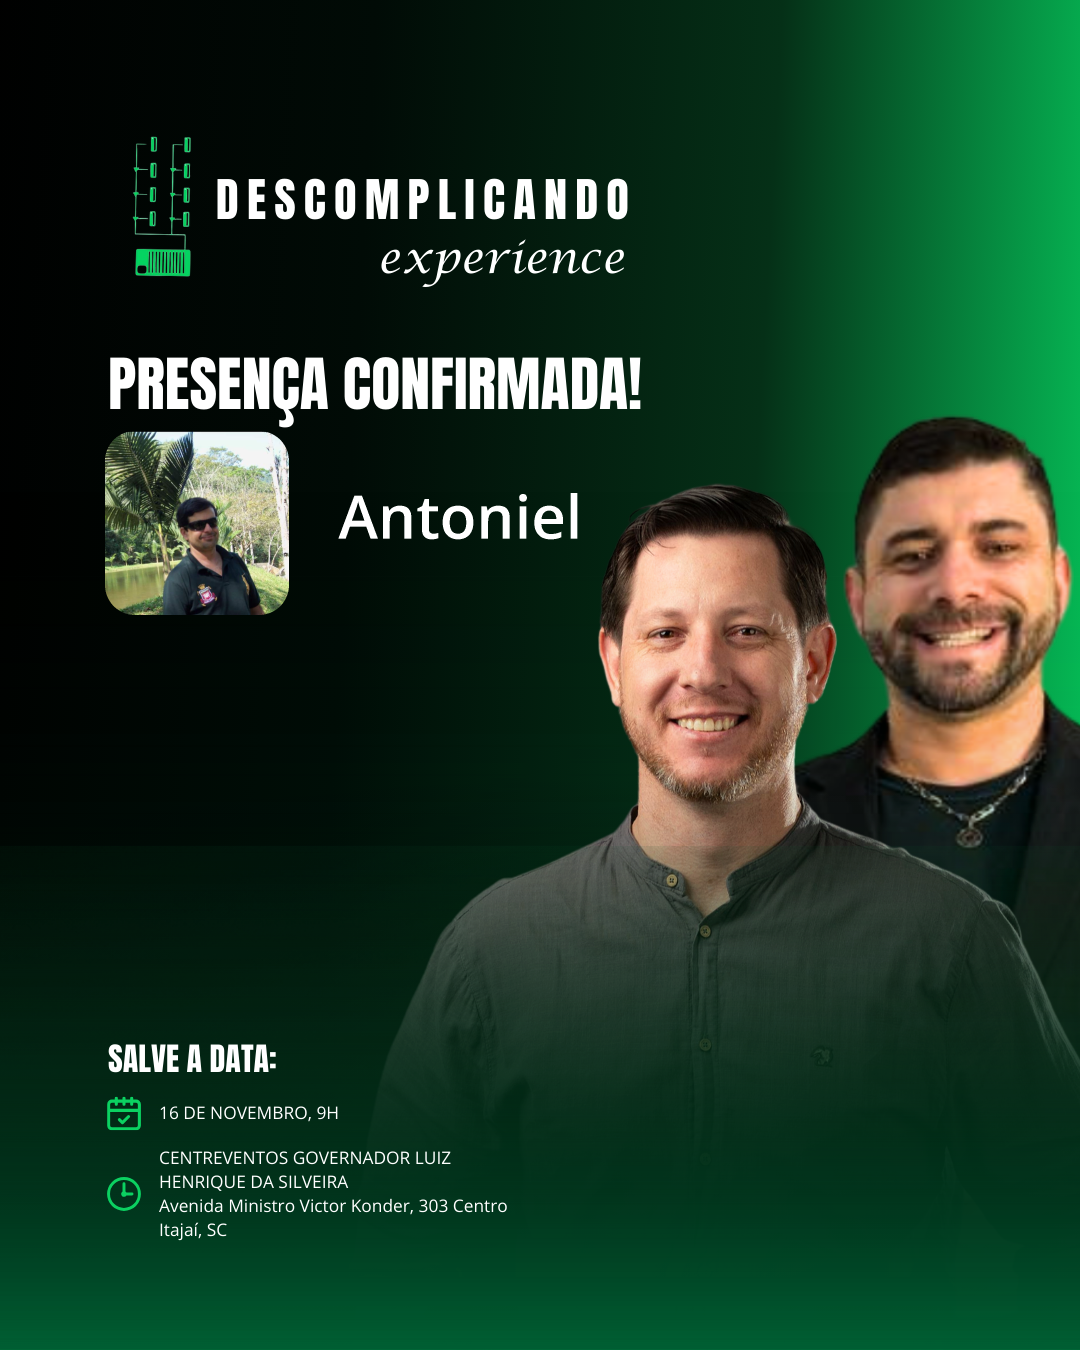 DESCOMPLICANDO
experience
PRESENÇA CONFIRMADA!
Antoniel
SALVE A DATA:
16 DE NOVEMBRO, 9H
CENTREVENTOS GOVERNADOR LUIZ
HENRIQUE DA SILVEIRA
Avenida Ministro Victor Konder, 303 Centro
Itajaí, SC